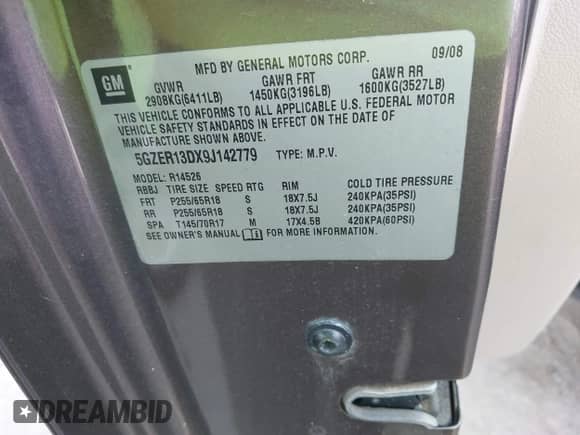 GM
MFD BY GENERAL MOTORS CORP. 09/08
GVWR GAWR FRT GAWR RR
2908KG(6411LB) 1450KG(3196LB) 1600KG(3527LB)
THIS VEHICLE CONFORMS TO ALL APPLICABLE U.S. FEDERAL MOTOR
VEHICLE SAFETY STANDARDS IN EFFECT ON THE DATE OF
MANUFACTURE SHOWN ABOVE.
5GZER13DX9J142779 TYPE: M.P.V.
MODEL: R14526
RBBJ TIRE SIZE SPEED RTG RIM COLD TIRE PRESSURE
FRT P255/65R18 S 18X7.5J 240KPA(35PSI)
RR P255/65R18 S 18X7.5J 240KPA(35PSI)
SPA T145/70R17 M 17X4.5B 420KPA(60PSI)
SEE OWNER'S MANUAL FOR MORE INFORMATION.
DREAMBID